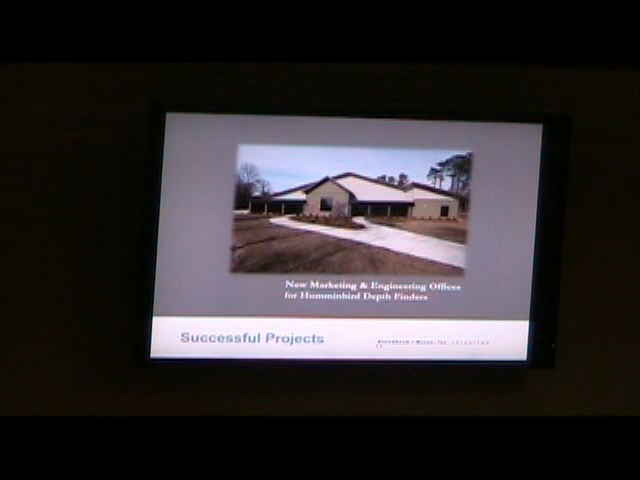 New Marketing & Engineering Offices
for Humminbird Depth Finders
Successful Projects